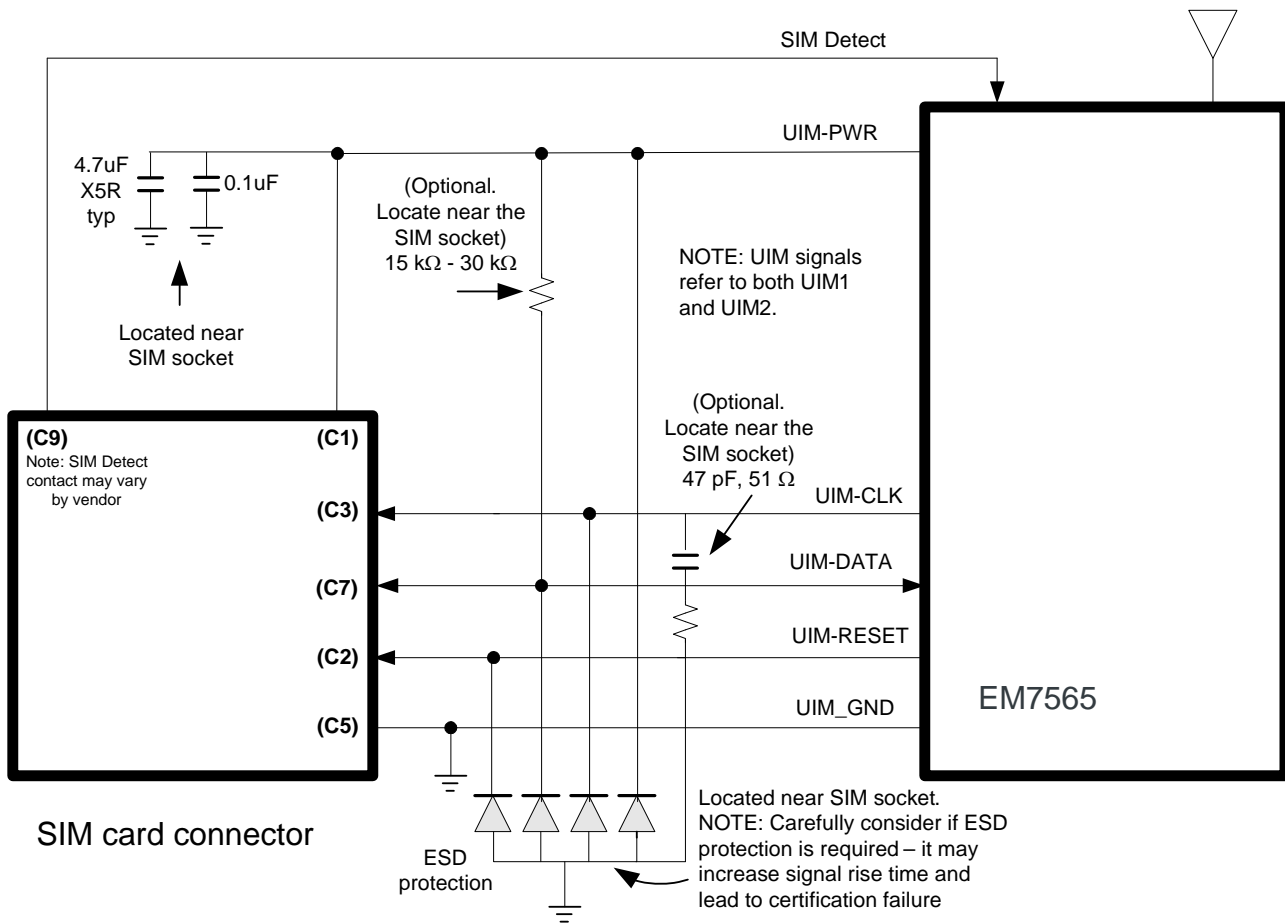 SIM Detect
UIM-PWR
4.7uF
X5R
typ
0.1uF
(Optional.
Locate near the
SIM socket)
15 kΩ - 30 kΩ
NOTE: UIM signals
refer to both UIM1
and UIM2.
Located near
SIM socket
(C9)
Note: SIM Detect
contact may vary
by vendor
(C1)
(Optional.
Locate near the
SIM socket)
47 pF, 51 Ω
(C3)
UIM-CLK
(C7)
UIM-DATA
(C2)
UIM-RESET
(C5)
UIM_GND
EM7565
SIM card connector
ESD
protection
Located near SIM socket.
NOTE: Carefully consider if ESD
protection is required – it may
increase signal rise time and
lead to certification failure